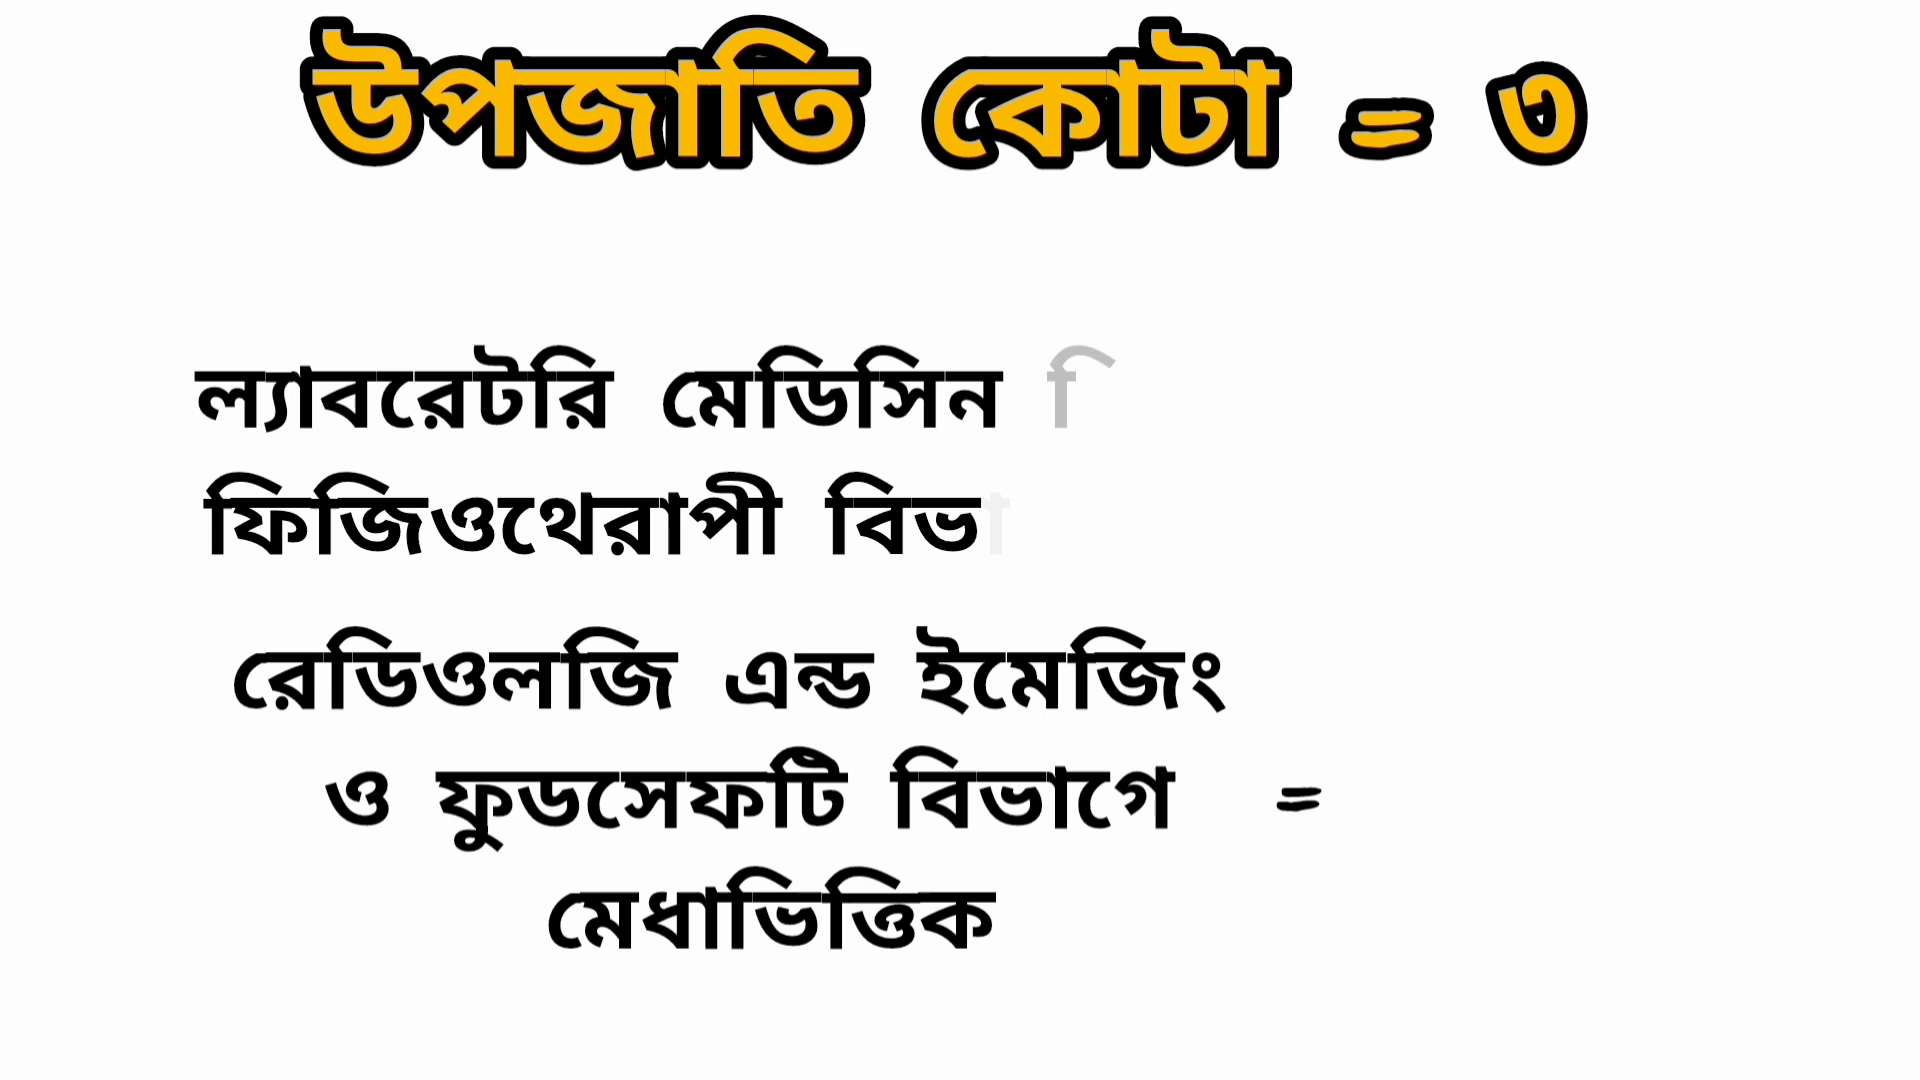 উপজাতি কোটা = ৩
ল্যাবরেটরি মেডিসিন
ফিজিওথেরাপী বিভা
রেডিওলজি এন্ড ইমেজিং
ও ফুডসেফটি বিভাগে =
মেধাভিত্তিক